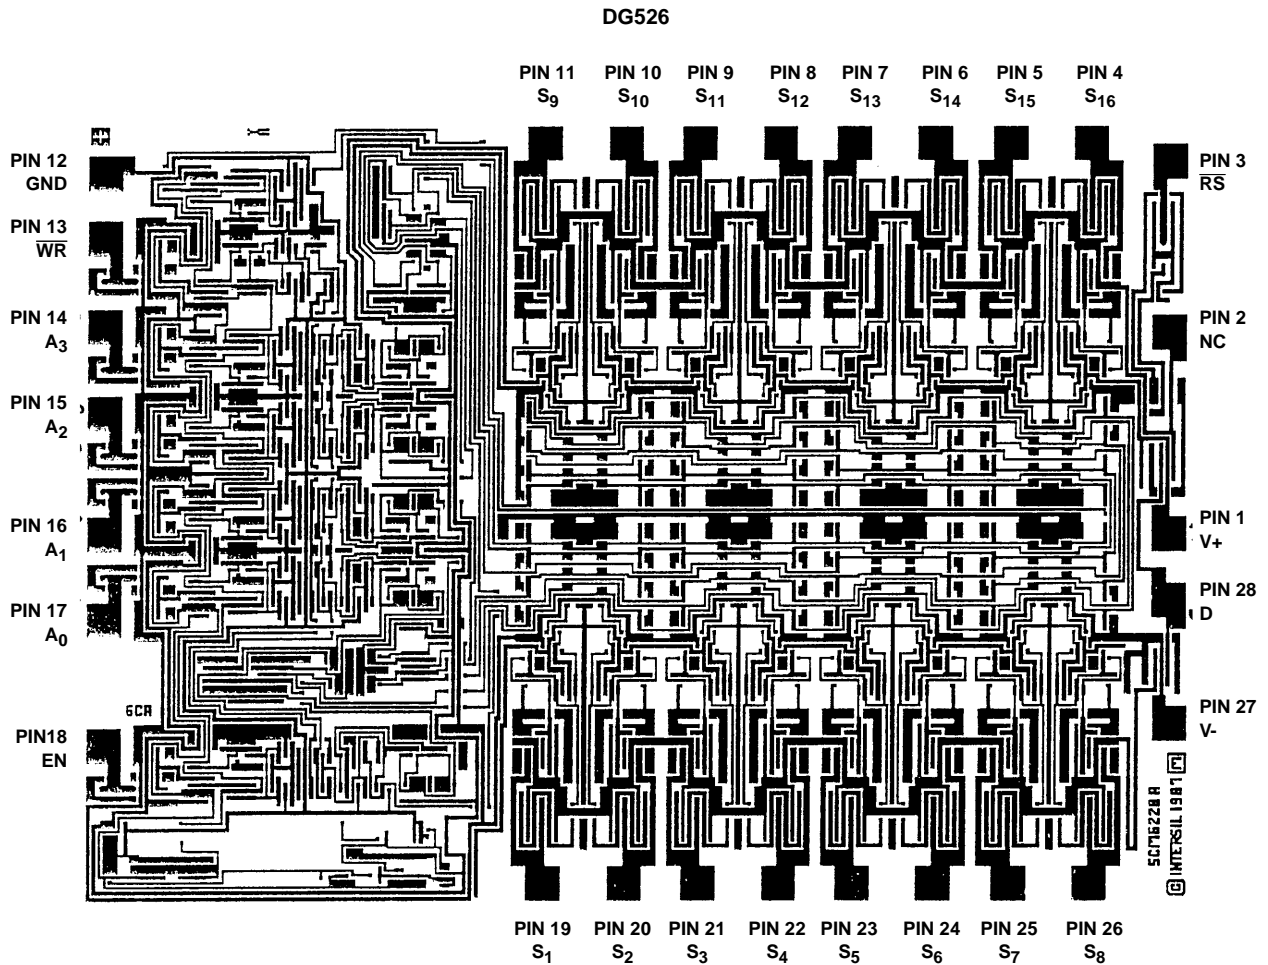 DG526
PIN 11 PIN 10 PIN 9 PIN 8 PIN 7 PIN 6 PIN 5 PIN 4
S9 S10 S11 S12 S13 S14 S15 S16
PIN 12
GND
PIN 13
WR
PIN 14
A3
PIN 15
A2
PIN 16
A1
PIN 17
A0
GCA
PIN18
EN
PIN 3
RS
PIN 2
NC
PIN 1
V+
PIN 28
D
PIN 27
V-
© INTERSIL 1987 M
PIN 19 PIN 20 PIN 21 PIN 22 PIN 23 PIN 24 PIN 25 PIN 26
S1 S2 S3 S4 S5 S6 S7 S8